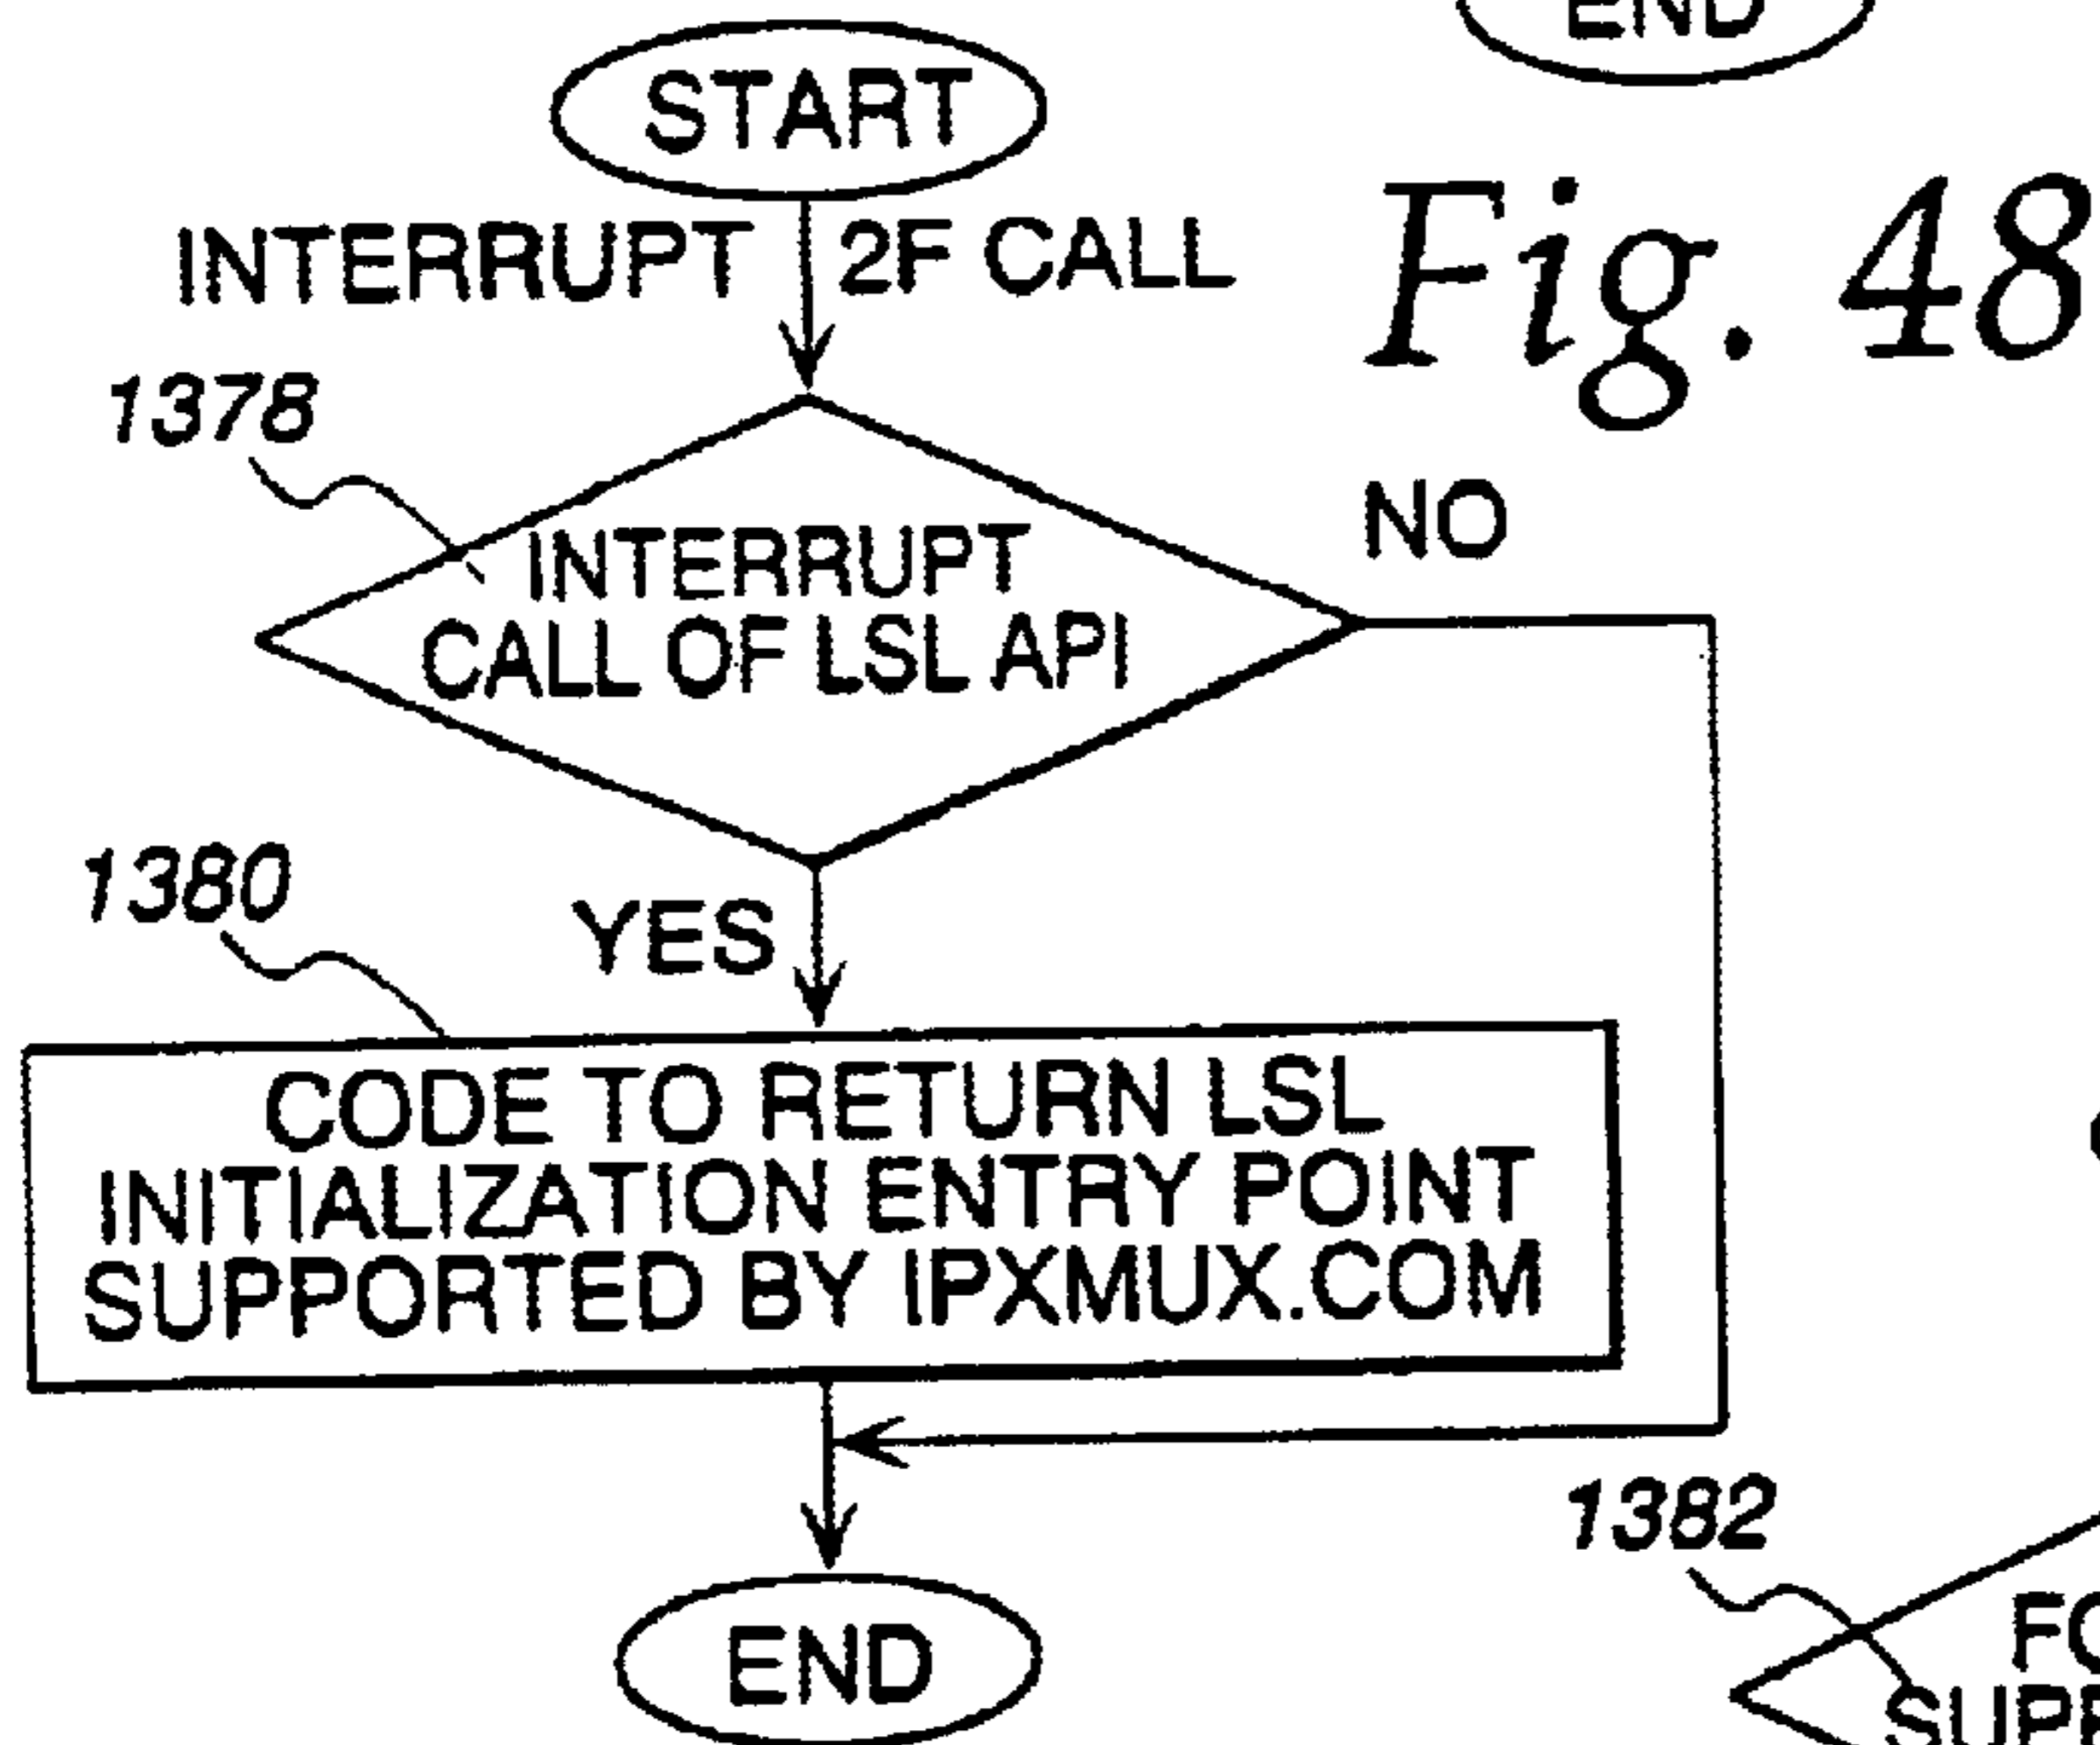 END
START
INTERRUPT 2F CALL
Fig. 48
1378
NO
INTERRUPT
CALL OF LSL API
1380
YES
CODE TO RETURN LSL
INITIALIZATION ENTRY POINT
SUPPORTED BY IPXMUX.COM
1382
END